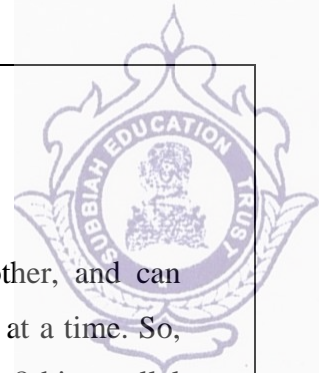 SUBBIAH EDUCATION TRUST
other, and can
at a time. So,